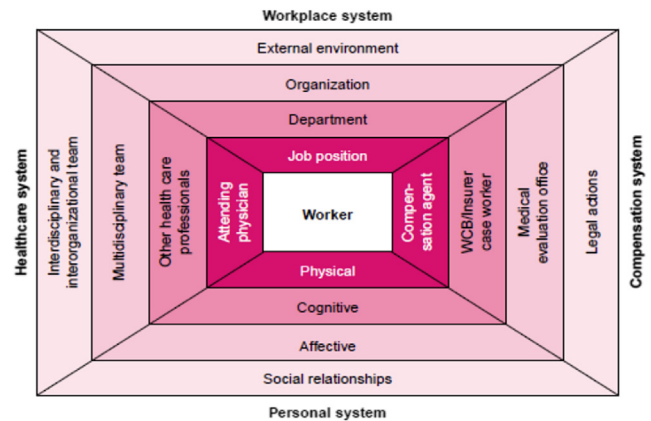 Workplace system
External environment
Organization
Department
Job position
Healthcare system
Interdisciplinary and
interorganizational team
Multidisciplinary team
Other health care
professionals
Attending
physician
Worker
Compen-
sation agent
WCB/Insurer
case worker
Medical
evaluation office
Legal actions
Compensation system
Physical
Cognitive
Affective
Social relationships
Personal system